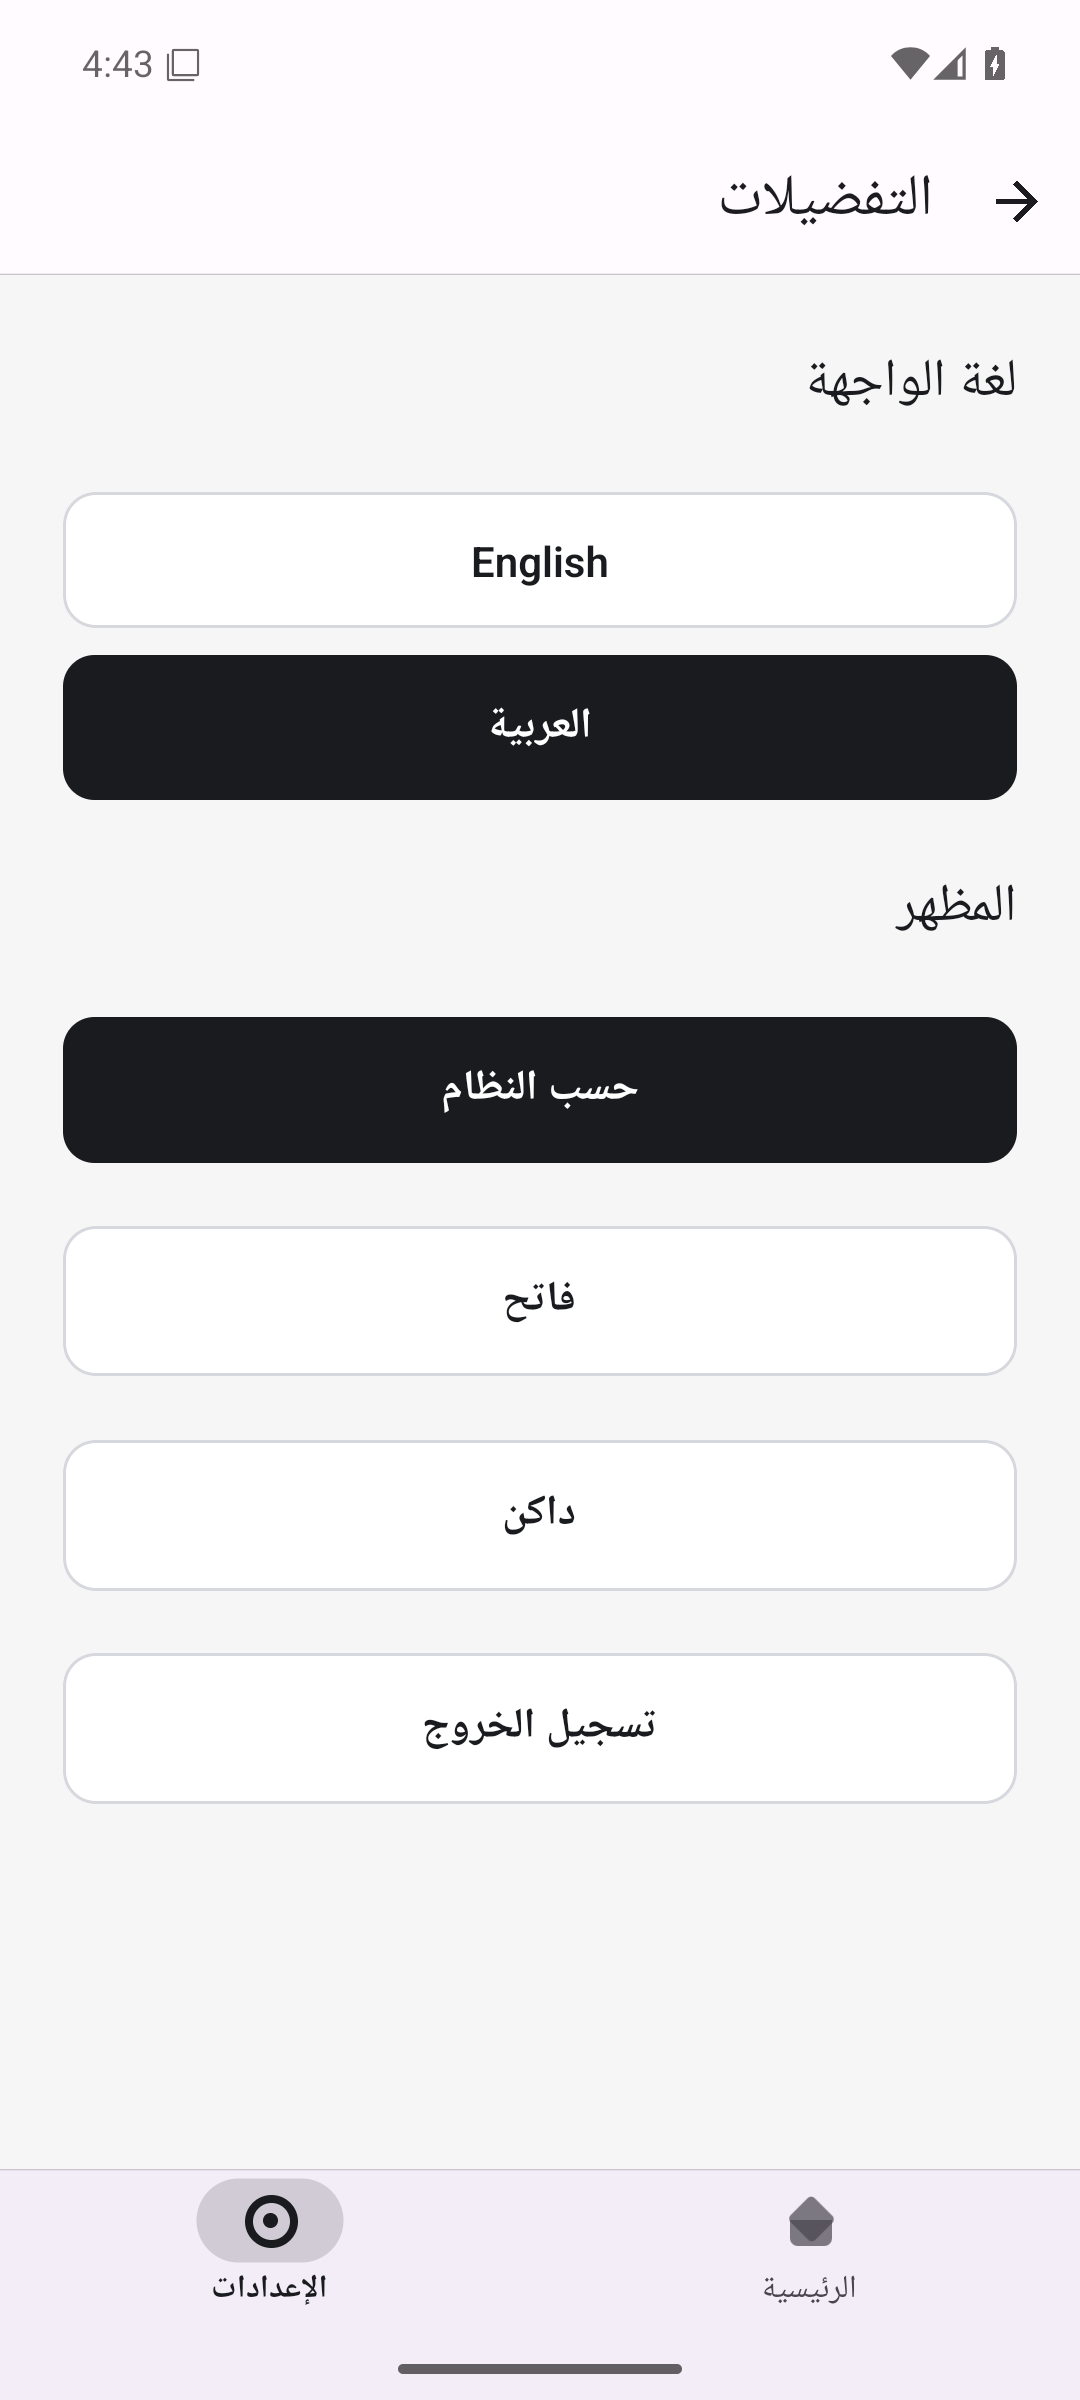 4:43
التفضيلات
لغة الواجهة
English
العربية
المظهر
حسب النظام
فاتح
داكن
تسجيل الخروج
الرئيسية
الإعدادات